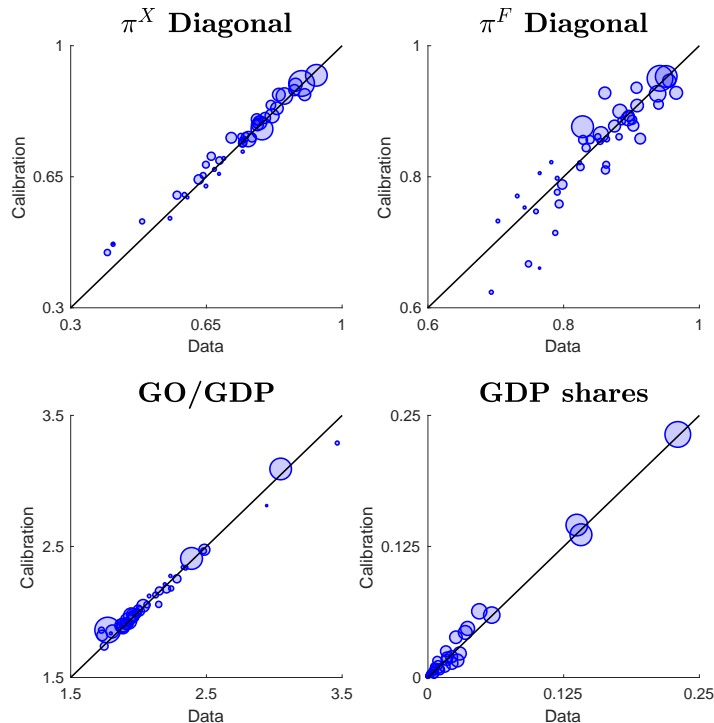 π^X Diagonal
1
0.65
0.3
Calibration
0.3 0.65 1
Data
π^F Diagonal
1
0.8
0.6
Calibration
0.6 0.8 1
Data
GO/GDP
3.5
2.5
1.5
Calibration
1.5 2.5 3.5
Data
GDP shares
0.25
0.125
0
Calibration
0 0.125 0.25
Data